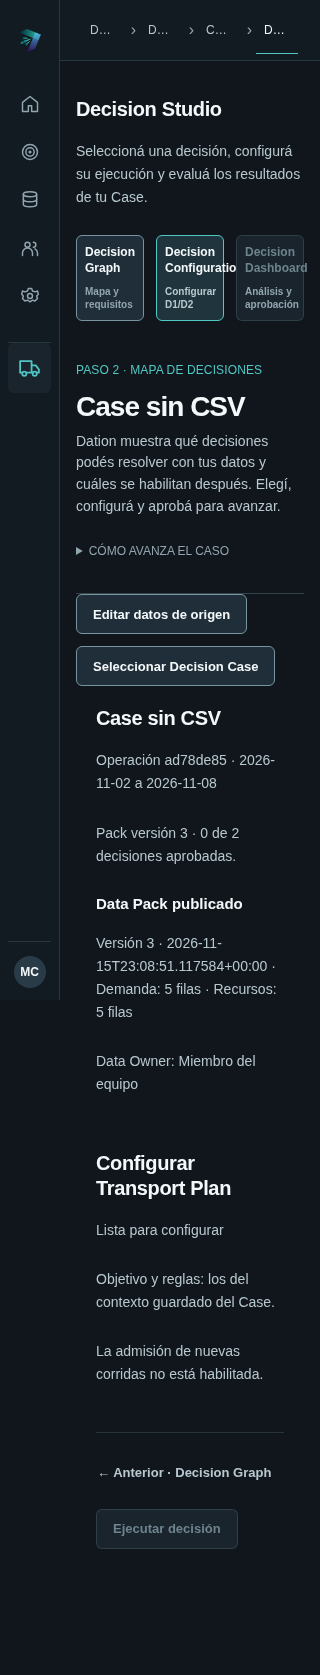 D... › D... › C... › D...
Decision Studio
Seleccioná una decisión, configurá
su ejecución y evaluá los resultados
de tu Case.
Decision
Graph
Mapa y
requisitos
Decision
Configuratio
Configurar
D1/D2
Decision
Dashboard
Análisis y
aprobación
PASO 2 · MAPA DE DECISIONES
Case sin CSV
Dation muestra qué decisiones
podés resolver con tus datos y
cuáles se habilitan después. Elegí,
configurá y aprobá para avanzar.
▶ CÓMO AVANZA EL CASO
Editar datos de origen
Seleccionar Decision Case
Case sin CSV
Operación ad78de85 · 2026-
11-02 a 2026-11-08
Pack versión 3 · 0 de 2
decisiones aprobadas.
Data Pack publicado
Versión 3 · 2026-11-
15T23:08:51.117584+00:00 ·
Demanda: 5 filas · Recursos:
5 filas
Data Owner: Miembro del
equipo
MC
Configurar
Transport Plan
Lista para configurar
Objetivo y reglas: los del
contexto guardado del Case.
La admisión de nuevas
corridas no está habilitada.
← Anterior · Decision Graph
Ejecutar decisión